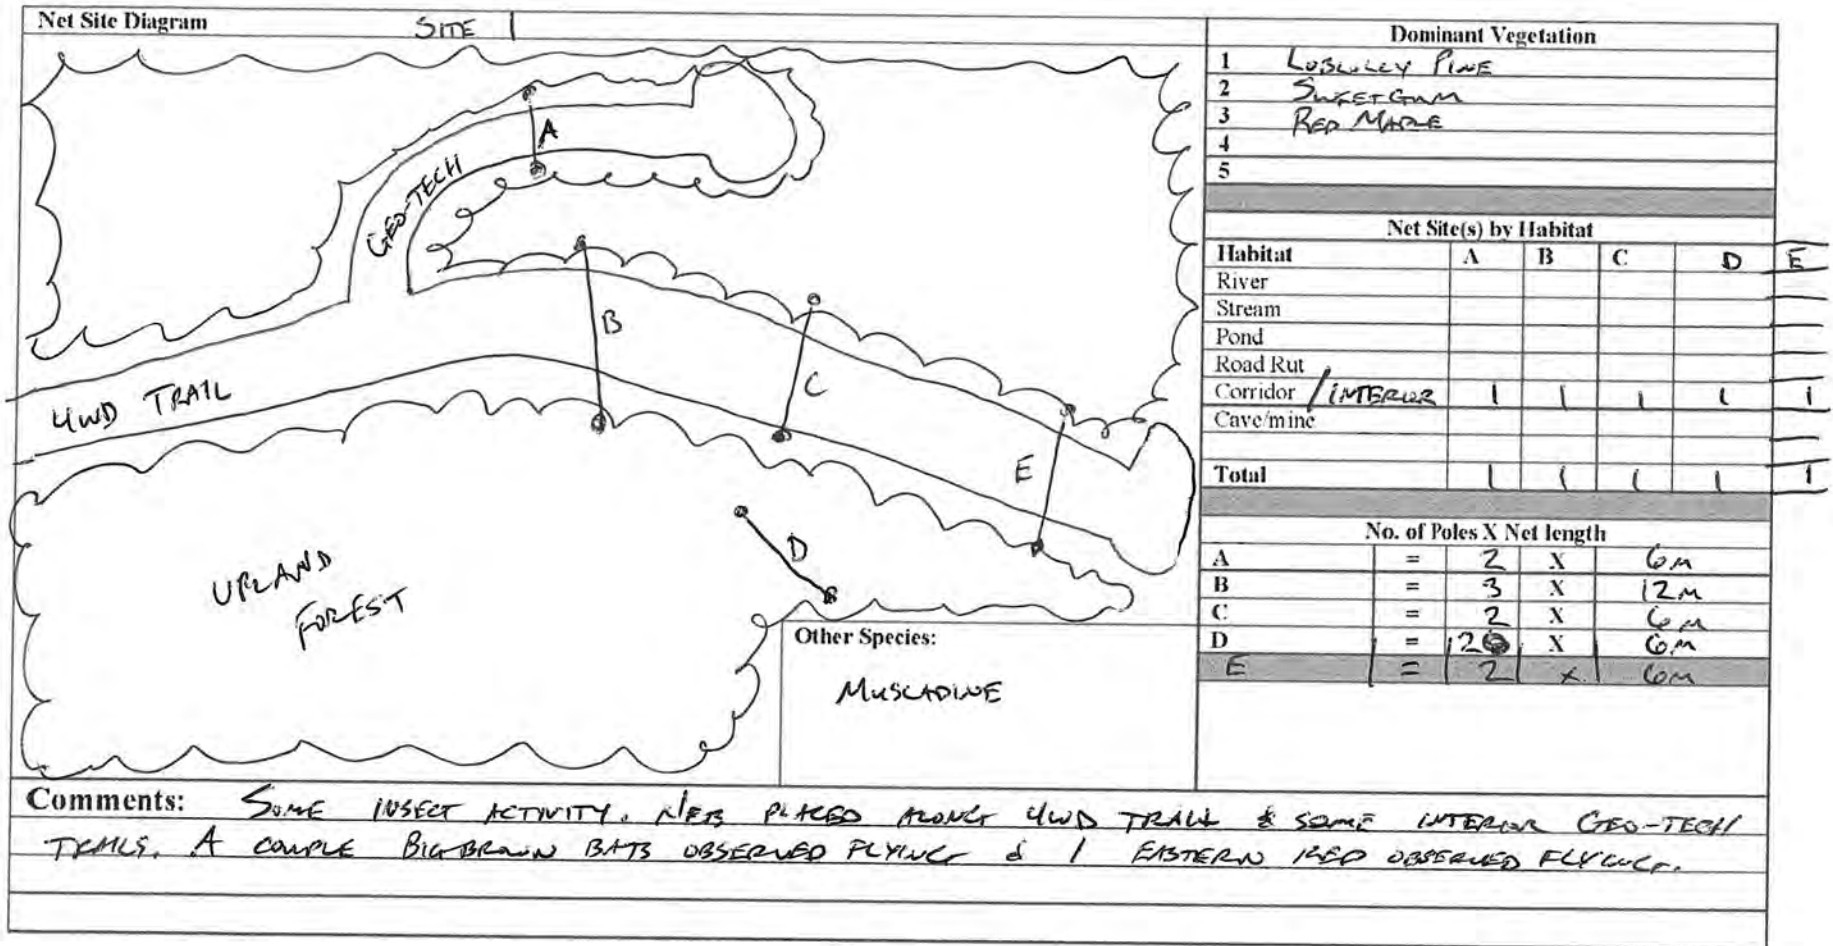 Net Site Diagram SITE 1
A
GEO-TECH
B
C
4WD TRAIL
E
D
UPLAND
FOREST
Other Species:
MUSCADINE
Dominant Vegetation
1 LOBLOLLY PINE
2 SWEETGUM
3 RED MAPLE
4
5
Net Site(s) by Habitat
Habitat A B C D E
River
Stream
Pond
Road Rut
Corridor / INTERIOR 1 1 1 1 1
Cave/mine
Total 1 1 1 1 1
No. of Poles X Net length
A = 2 X 6m
B = 3 X 12m
C = 2 X 6m
D = 2 X 6m
E = 2 x 6m
Comments: SOME INSECT ACTIVITY. NETS PLACED ALONG 4WD TRAIL & SOME INTERIOR GEO-TECH
TRAILS. A COUPLE BIG BROWN BATS OBSERVED FLYING & 1 EASTERN RED OBSERVED FLYING.